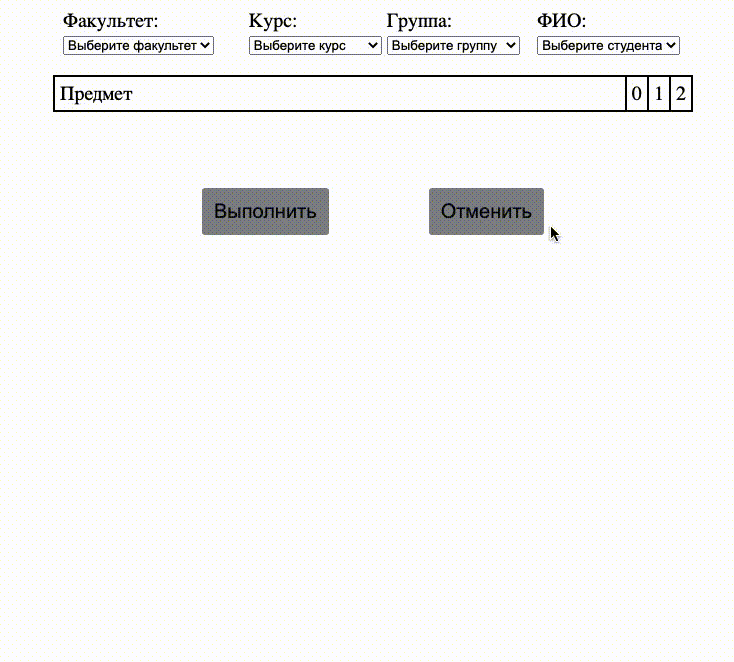 Факультет: Курс: Группа: ФИО:
Выберите факультет Выберите курс Выберите группу Выберите студента
Предмет 0 1 2
Выполнить Отменить